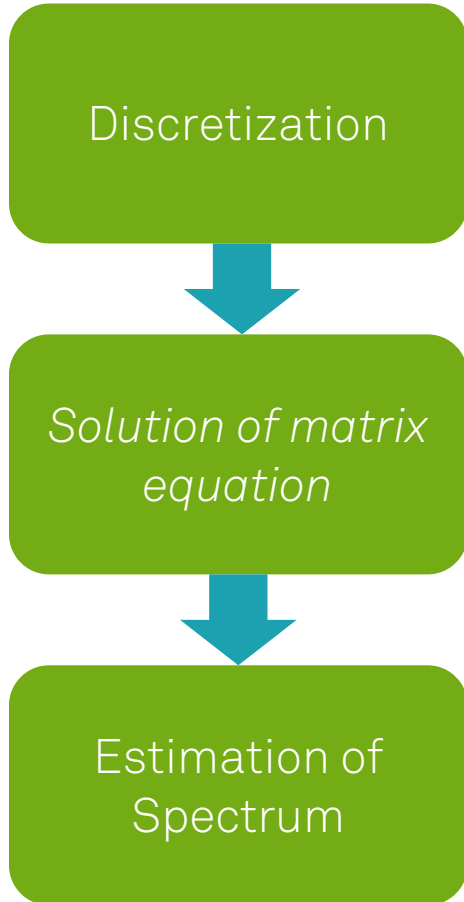 Discretization
Solution of matrix
equation
Estimation of
Spectrum